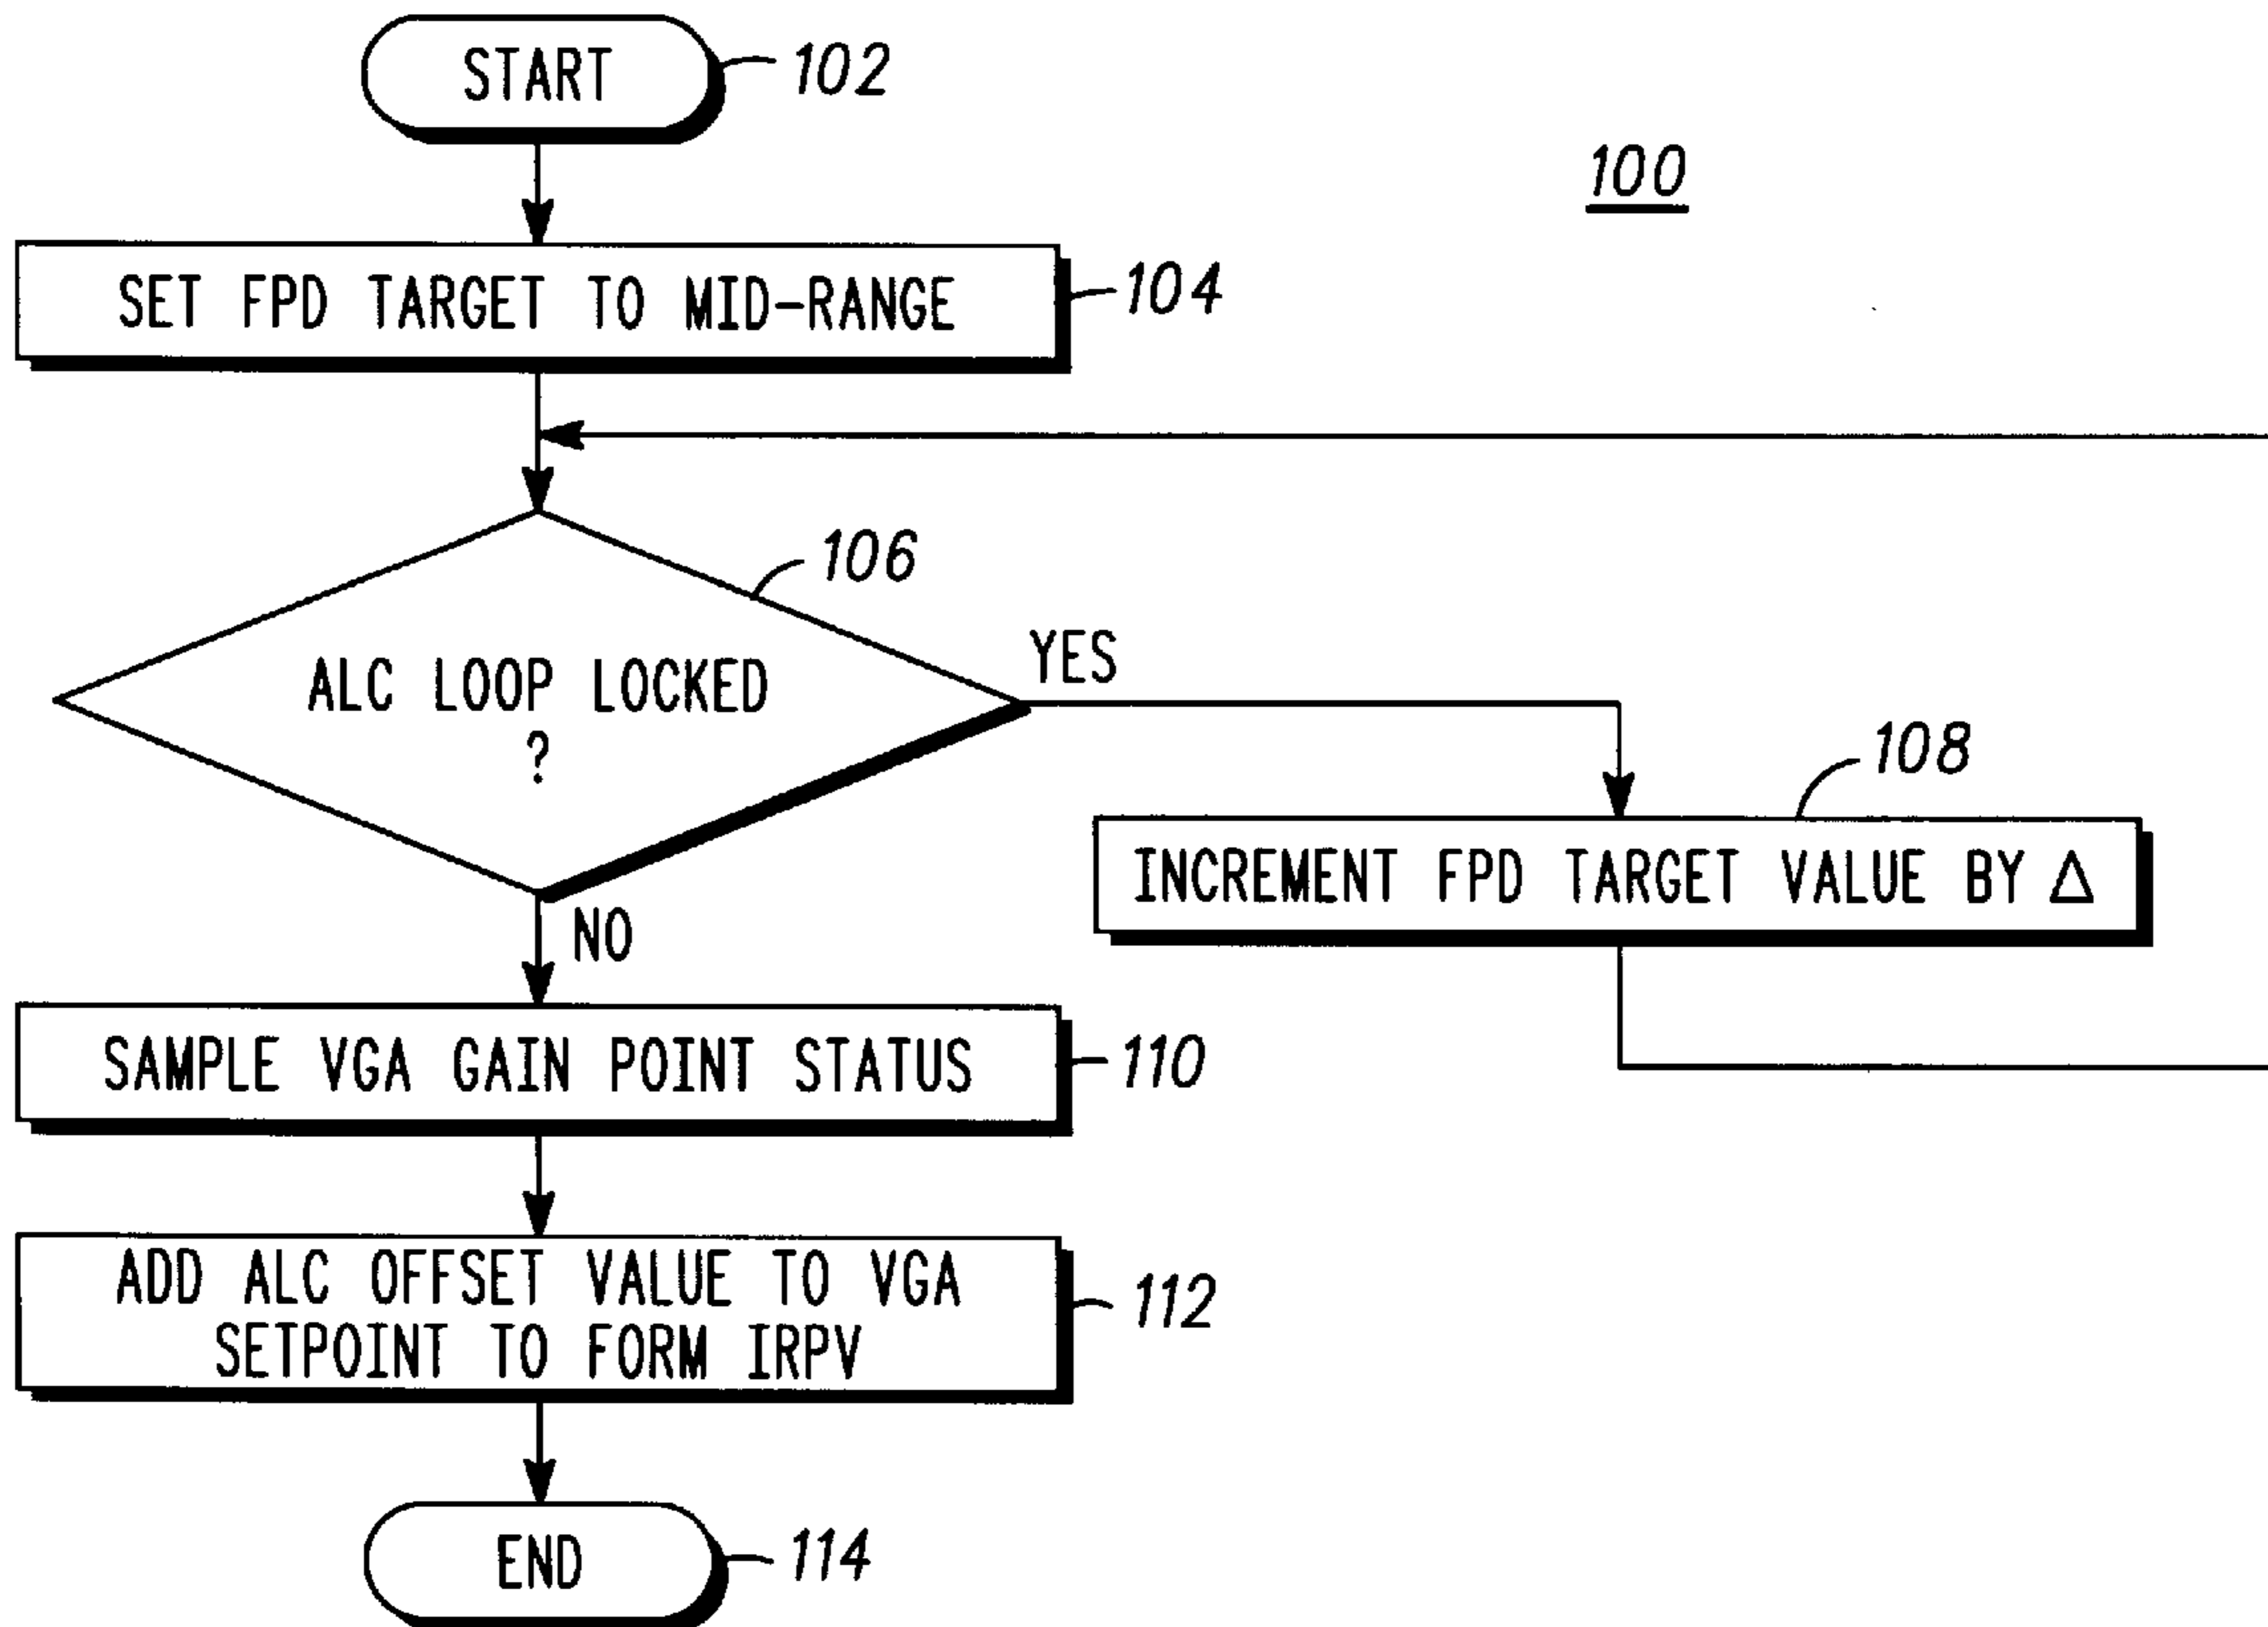 START
102
100
SET FPD TARGET TO MID-RANGE
104
106
ALC LOOP LOCKED
?
YES
108
INCREMENT FPD TARGET VALUE BY Δ
NO
SAMPLE VGA GAIN POINT STATUS
110
ADD ALC OFFSET VALUE TO VGA
SETPOINT TO FORM IRPV
112
END
114